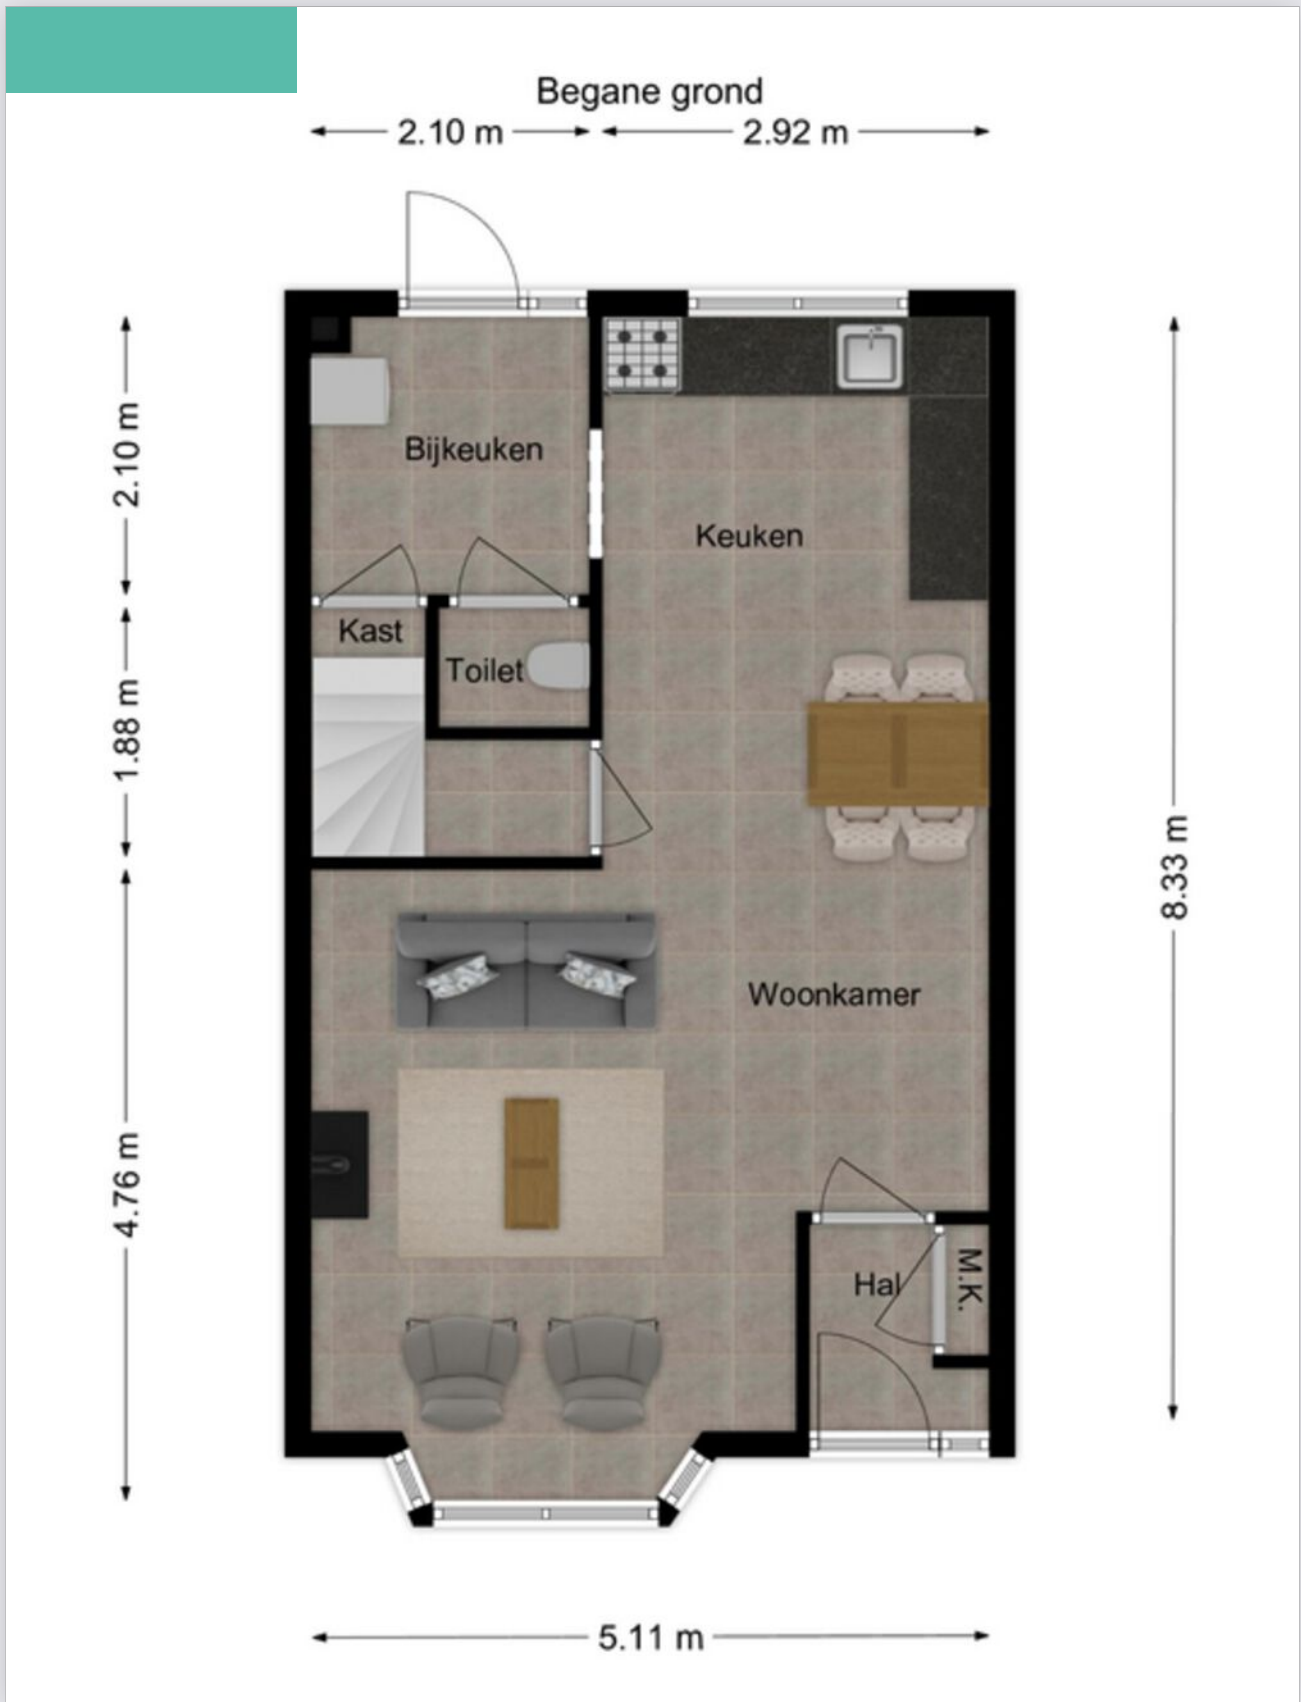 Begane grond
2.10 m
2.92 m
2.10 m
Bijkeuken
Keuken
Kast
Toilet
1.88 m
8.33 m
Woonkamer
4.76 m
Hal
M.K.
5.11 m